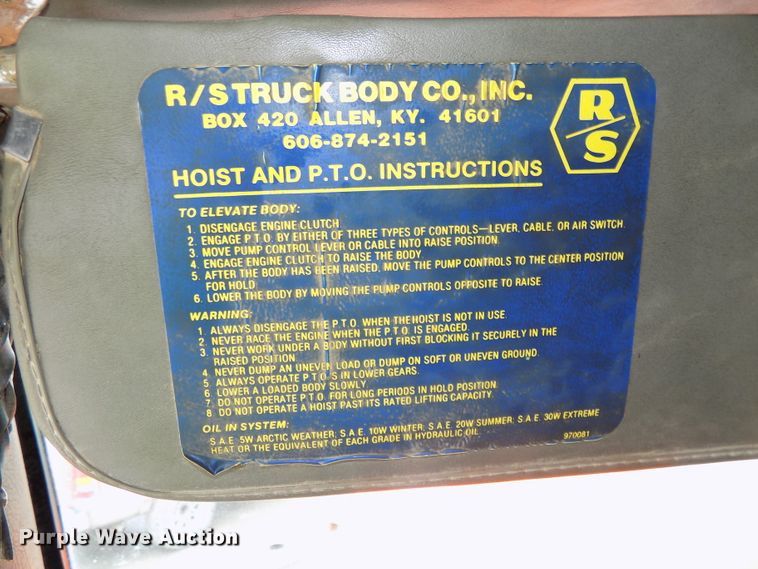 R/S TRUCK BODY CO., INC.
BOX 420 ALLEN, KY. 41601
606-874-2151
R/S
HOIST AND P.T.O. INSTRUCTIONS
TO ELEVATE BODY:
1. DISENGAGE ENGINE CLUTCH
2. ENGAGE P.T.O. BY EITHER OF THREE TYPES OF CONTROLS—LEVER, CABLE, OR AIR SWITCH.
3. MOVE PUMP CONTROL LEVER OR CABLE INTO RAISE POSITION.
4. ENGAGE ENGINE CLUTCH TO RAISE THE BODY.
5. AFTER THE BODY HAS BEEN RAISED, MOVE THE PUMP CONTROLS TO THE CENTER POSITION
FOR HOLD.
6. LOWER THE BODY BY MOVING THE PUMP CONTROLS OPPOSITE TO RAISE.
WARNING:
1. ALWAYS DISENGAGE THE P.T.O. WHEN THE HOIST IS NOT IN USE.
2. NEVER RACE THE ENGINE WHEN THE P.T.O. IS ENGAGED.
3. NEVER WORK UNDER A BODY WITHOUT FIRST BLOCKING IT SECURELY IN THE
RAISED POSITION.
4. NEVER DUMP AN UNEVEN LOAD OR DUMP ON SOFT OR UNEVEN GROUND.
5. ALWAYS OPERATE P.T.O.'S IN LOWER GEARS.
6. LOWER A LOADED BODY SLOWLY.
7. DO NOT OPERATE P.T.O. FOR LONG PERIODS IN HOLD POSITION.
8. DO NOT OPERATE A HOIST PAST ITS RATED LIFTING CAPACITY.
OIL IN SYSTEM:
S.A.E. 5W ARCTIC WEATHER; S.A.E. 10W WINTER; S.A.E. 20W SUMMER; S.A.E. 30W EXTREME
HEAT OR THE EQUIVALENT OF EACH GRADE IN HYDRAULIC OIL.
970081
Purple Wave Auction